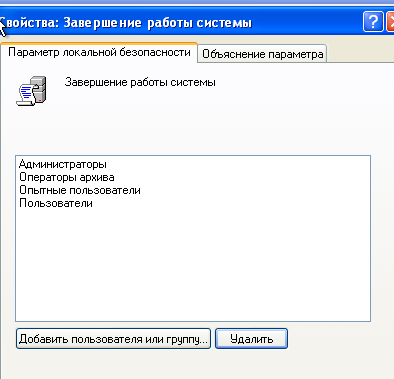 Свойства: Завершение работы системы
Параметр локальной безопасности
Объяснение параметра
Завершение работы системы
Администраторы
Операторы архива
Опытные пользователи
Пользователи
Добавить пользователя или группу...
Удалить